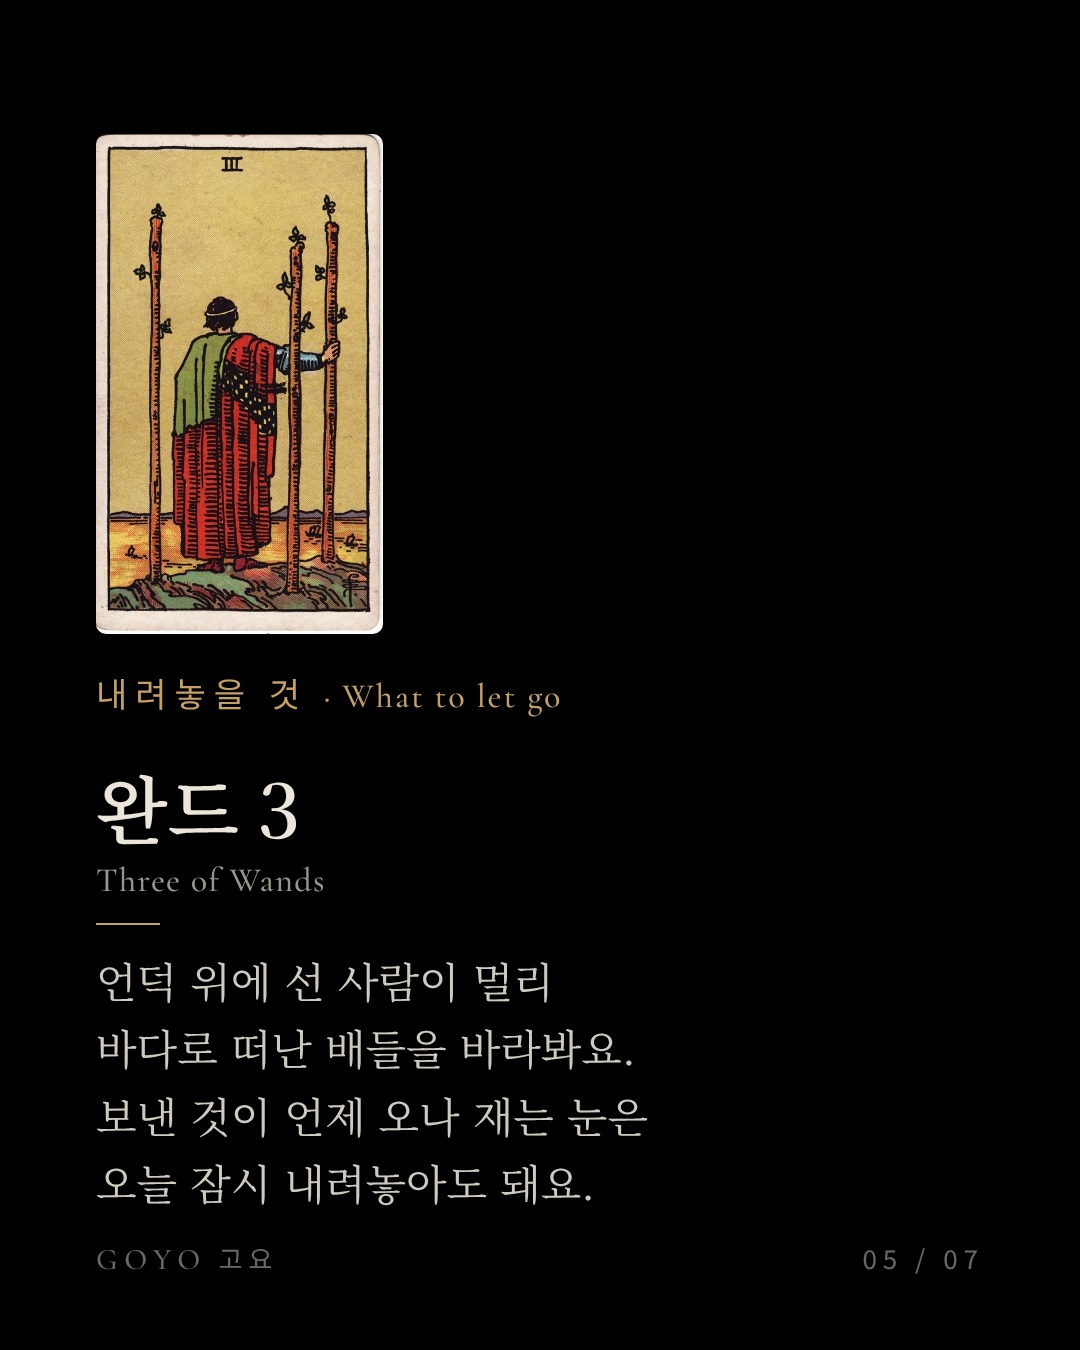 III
내려놓을 것 · What to let go
완드 3
Three of Wands
언덕 위에 선 사람이 멀리
바다로 떠난 배들을 바라봐요.
보낸 것이 언제 오나 재는 눈은
오늘 잠시 내려놓아도 돼요.
GOYO 고요
05 / 07